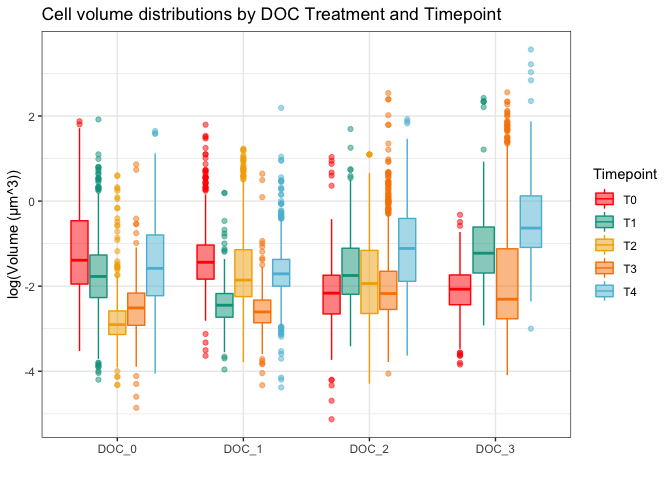 Cell volume distributions by DOC Treatment and Timepoint
log(Volume (μm^3))
2
0
-2
-4
DOC_0
DOC_1
DOC_2
DOC_3
Timepoint
T0
T1
T2
T3
T4